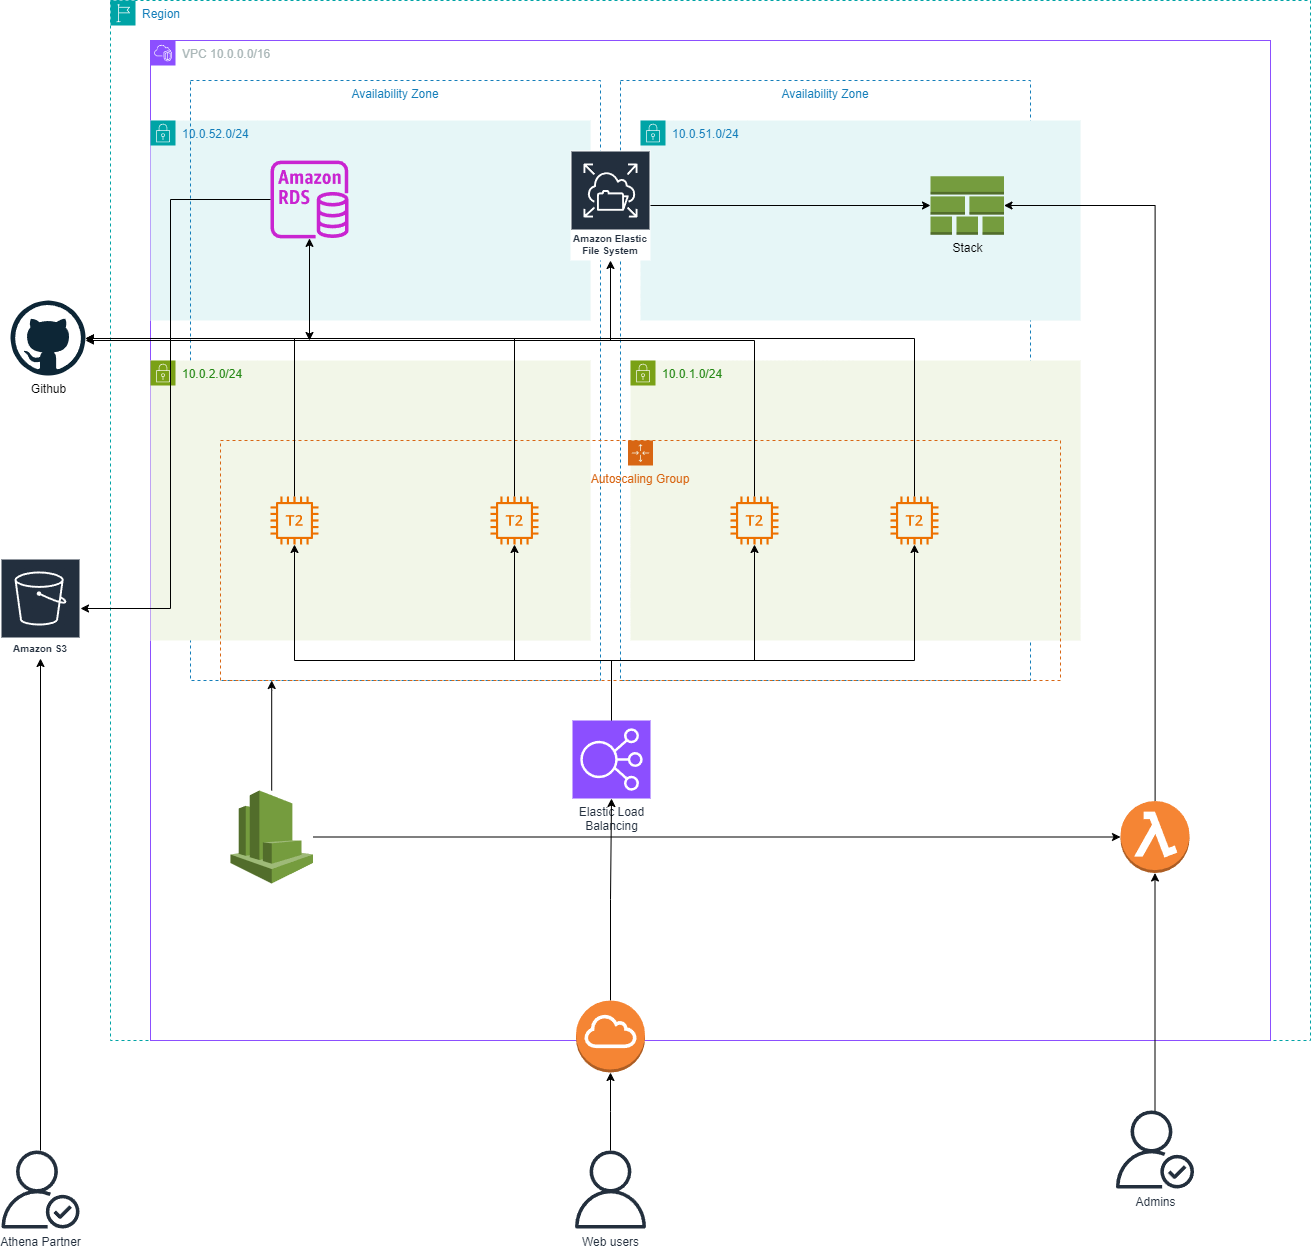 Region
VPC 10.0.0.0/16
Availability Zone
Availability Zone
10.0.52.0/24
10.0.51.0/24
Amazon
RDS
Amazon Elastic
File System
Stack
Github
10.0.2.0/24
10.0.1.0/24
Autoscaling Group
T2
T2
T2
T2
Amazon S3
Elastic Load
Balancing
Admins
Athena Partner
Web users